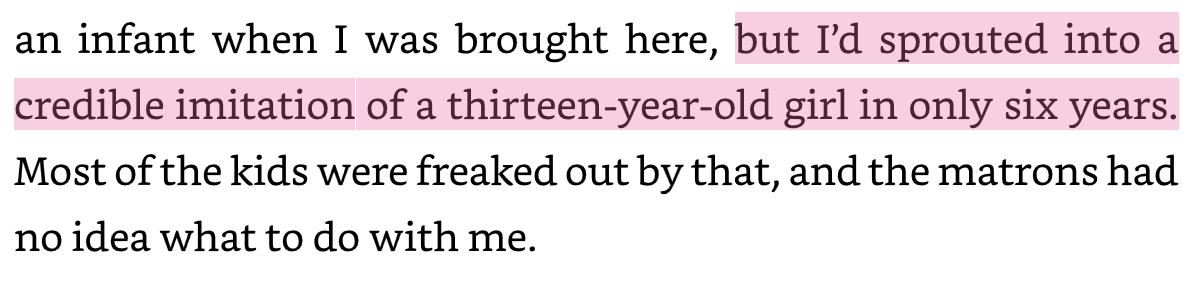 an infant when I was brought here, but I’d sprouted into a
credible imitation of a thirteen-year-old girl in only six years.
Most of the kids were freaked out by that, and the matrons had
no idea what to do with me.